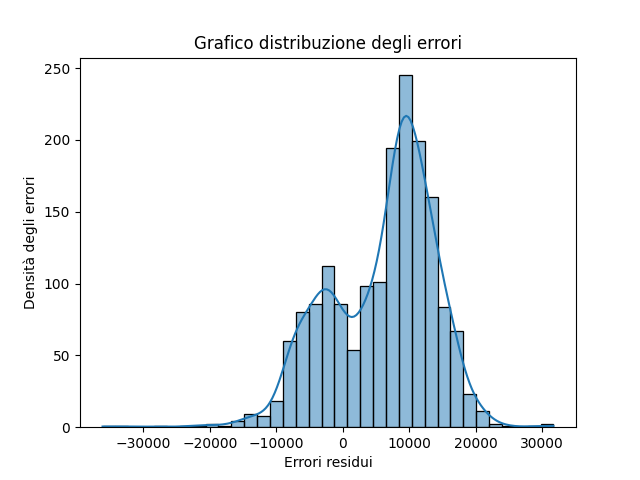 Grafico distribuzione degli errori
250
200
150
100
50
0
Densità degli errori
−30000 −20000 −10000 0 10000 20000 30000
Errori residui